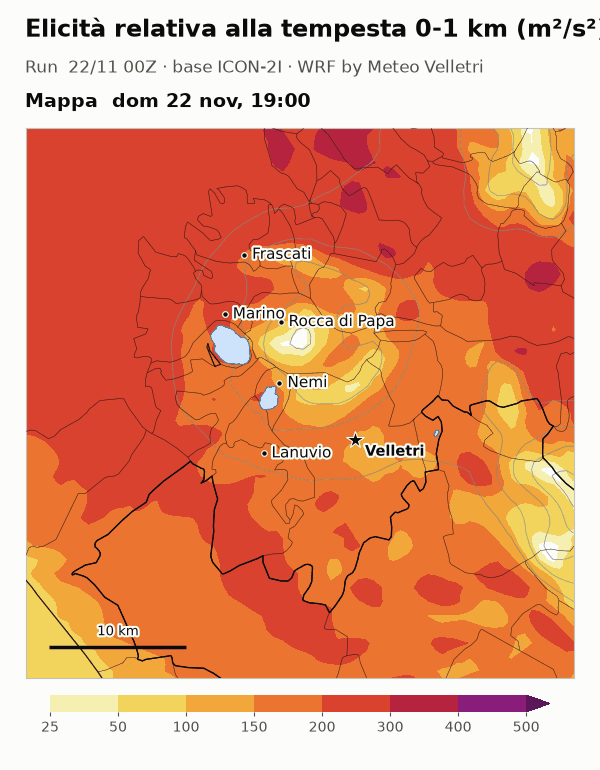 Elicità relativa alla tempesta 0-1 km (m²/s²)
Run  22/11 00Z · base ICON-2I · WRF by Meteo Velletri
Mappa  dom 22 nov, 19:00
Frascati
Marino
Rocca di Papa
Nemi
Velletri
Lanuvio
10 km
25 50 100 150 200 300 400 500